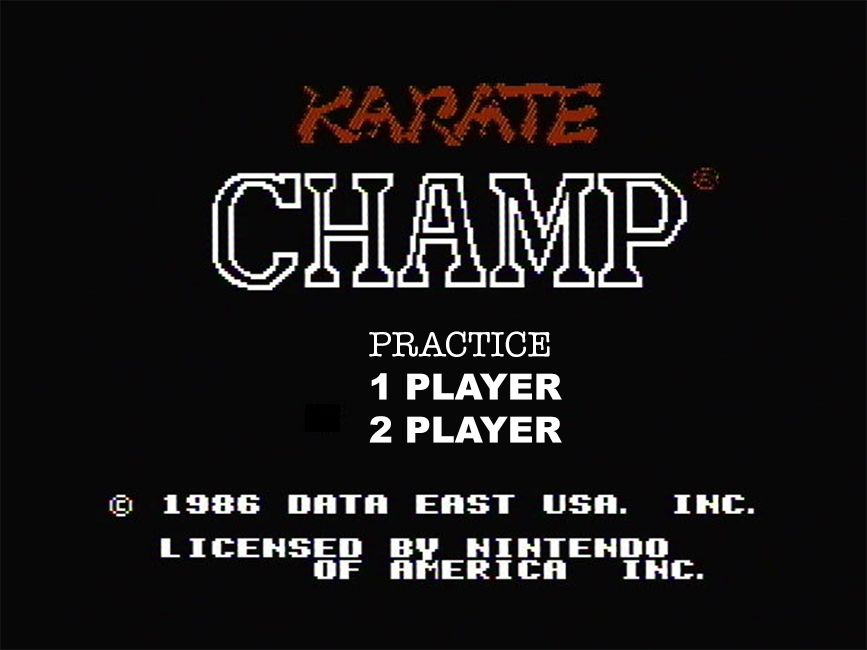 KARATE
CHAMP®
PRACTICE
1 PLAYER
2 PLAYER
© 1986 DATA EAST USA. INC.
LICENSED BY NINTENDO
OF AMERICA INC.